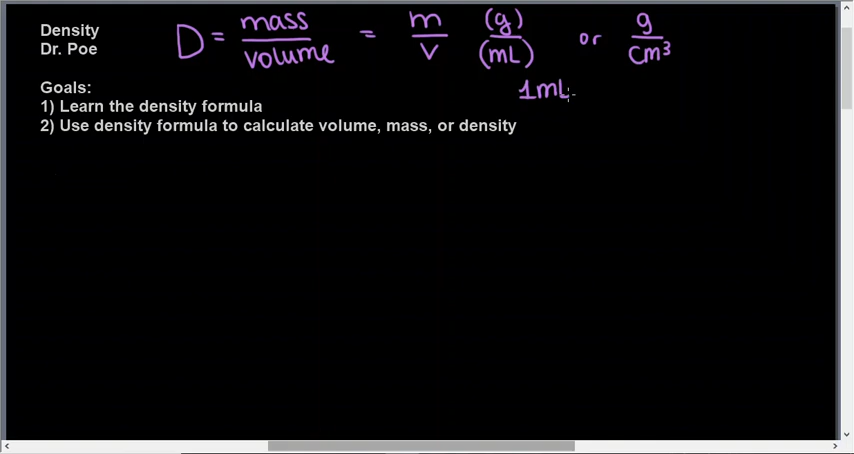 Density
Dr. Poe
D = mass / volume = m / v (g) / (mL) or g / cm³
1mL
Goals:
1) Learn the density formula
2) Use density formula to calculate volume, mass, or density